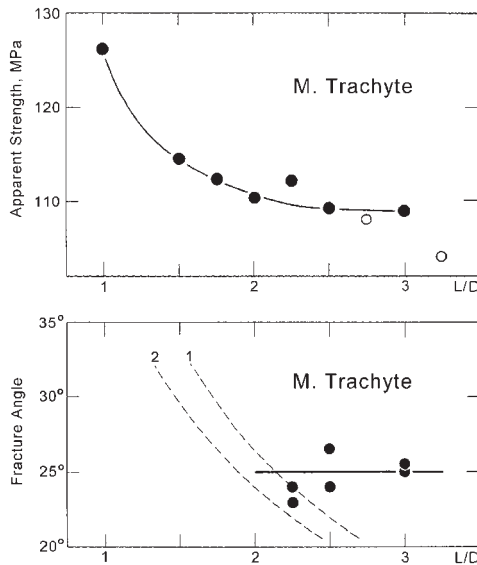 130
M. Trachyte
120
110
Apparent Strength, MPa
1
2
3
L/D
35°
2
1
M. Trachyte
30°
25°
20°
Fracture Angle
1
2
3
L/D